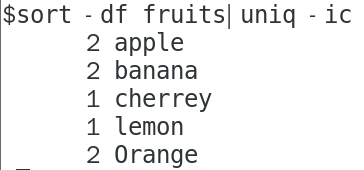 $sort -df fruits| uniq -ic
2 apple
2 banana
1 cherrey
1 lemon
2 Orange